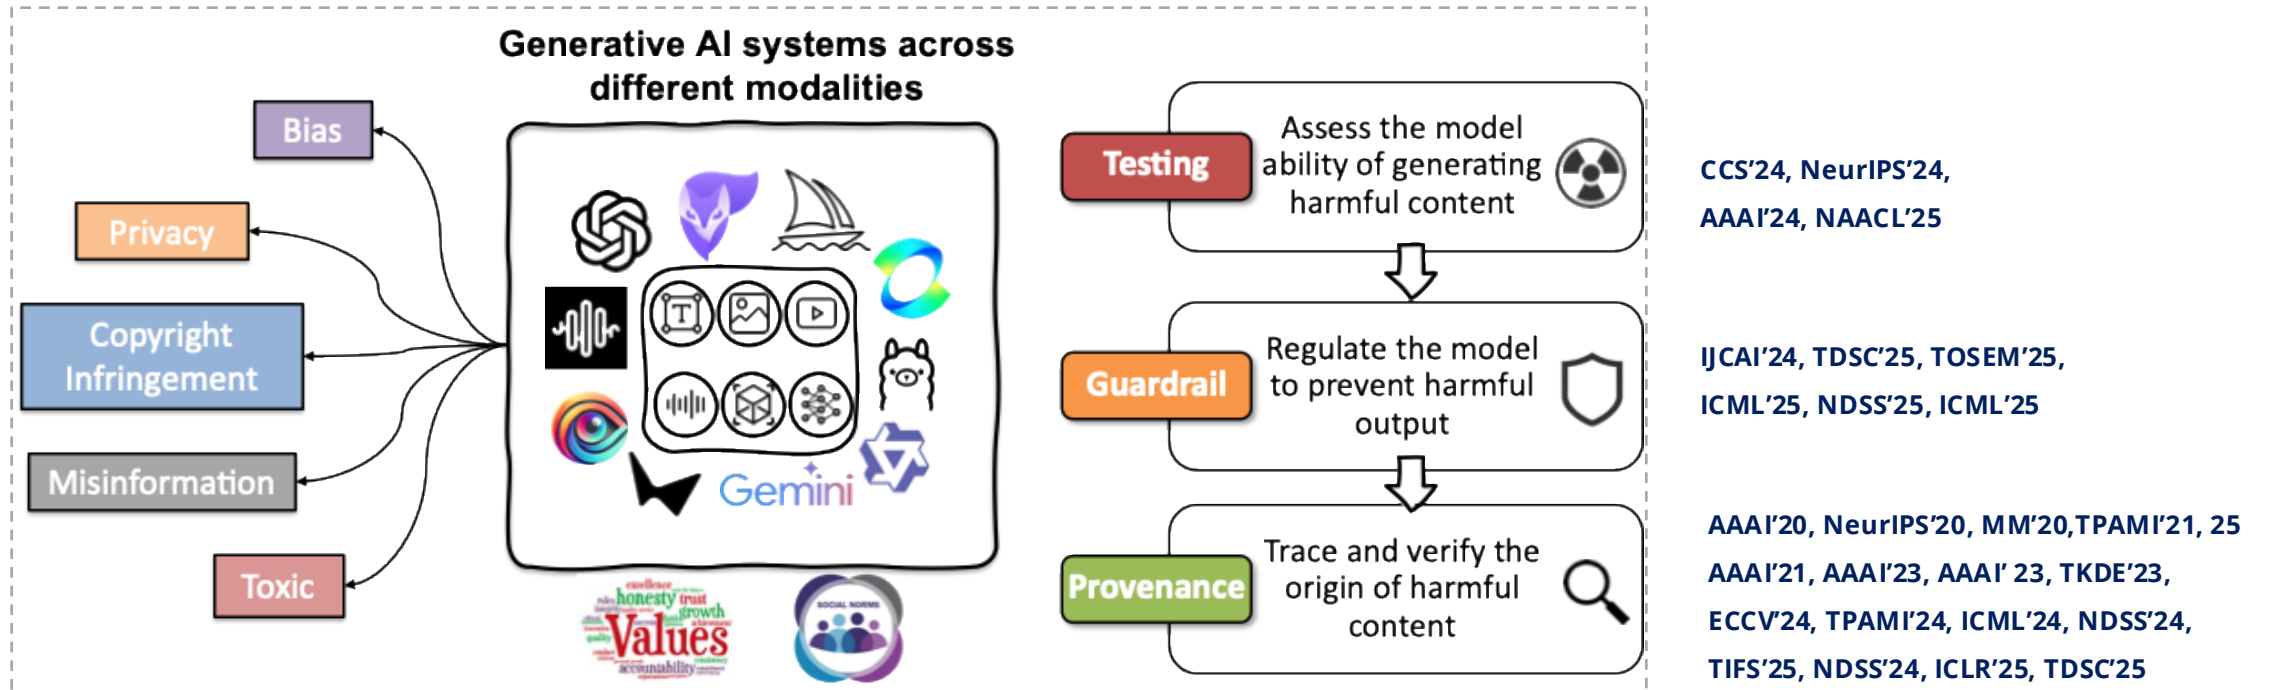 Generative AI systems across
different modalities
Bias
Privacy
Copyright
Infringement
Misinformation
Toxic
T
Gemini
excellence
honesty trust
growth
quality
Values
accountability
SOCIAL NORMS
Testing
Assess the model
ability of generating
harmful content
Guardrail
Regulate the model
to prevent harmful
output
Provenance
Trace and verify the
origin of harmful
content
CCS’24, NeurIPS’24,
AAAI’24, NAACL’25
IJCAI’24, TDSC’25, TOSEM’25,
ICML’25, NDSS’25, ICML’25
AAAI’20, NeurIPS’20, MM’20,TPAMI’21, 25
AAAI’21, AAAI’23, AAAI’ 23, TKDE’23,
ECCV’24, TPAMI’24, ICML’24, NDSS’24,
TIFS’25, NDSS’24, ICLR’25, TDSC’25